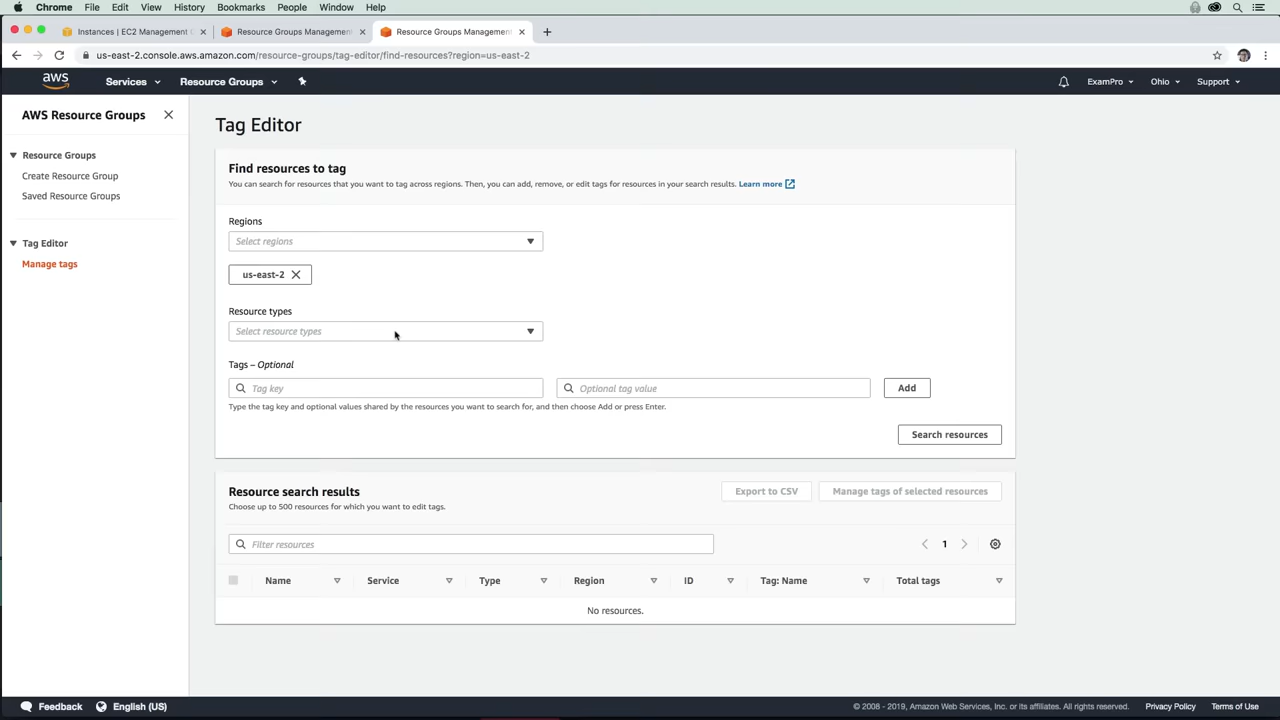 Chrome File Edit View History Bookmarks People Window Help
Instances | EC2 Management C
Resource Groups Management
Resource Groups Management
us-east-2.console.aws.amazon.com/resource-groups/tag-editor/find-resources?region=us-east-2
aws Services Resource Groups ExamPro Ohio Support
AWS Resource Groups
Resource Groups
Create Resource Group
Saved Resource Groups
Tag Editor
Manage tags
Tag Editor
Find resources to tag
You can search for resources that you want to tag across regions. Then, you can add, remove, or edit tags for resources in your search results. Learn more
Regions
Select regions
us-east-2
Resource types
Select resource types
Tags – Optional
Tag key Optional tag value Add
Type the tag key and optional values shared by the resources you want to search for, and then choose Add or press Enter.
Search resources
Resource search results Export to CSV Manage tags of selected resources
Choose up to 500 resources for which you want to edit tags.
Filter resources 1
Name Service Type Region ID Tag: Name Total tags
No resources.
Feedback English (US) © 2008 - 2019, Amazon Web Services, Inc. or its affiliates. All rights reserved. Privacy Policy Terms of Use